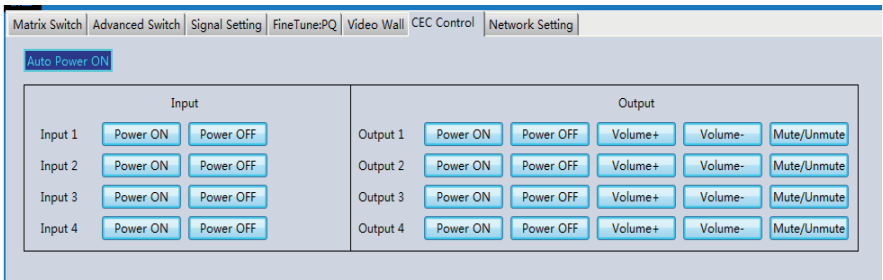 Matrix Switch Advanced Switch Signal Setting FineTune:PQ Video Wall CEC Control Network Setting
Auto Power ON
Input Output
Input 1 Power ON Power OFF Output 1 Power ON Power OFF Volume+ Volume- Mute/Unmute
Input 2 Power ON Power OFF Output 2 Power ON Power OFF Volume+ Volume- Mute/Unmute
Input 3 Power ON Power OFF Output 3 Power ON Power OFF Volume+ Volume- Mute/Unmute
Input 4 Power ON Power OFF Output 4 Power ON Power OFF Volume+ Volume- Mute/Unmute